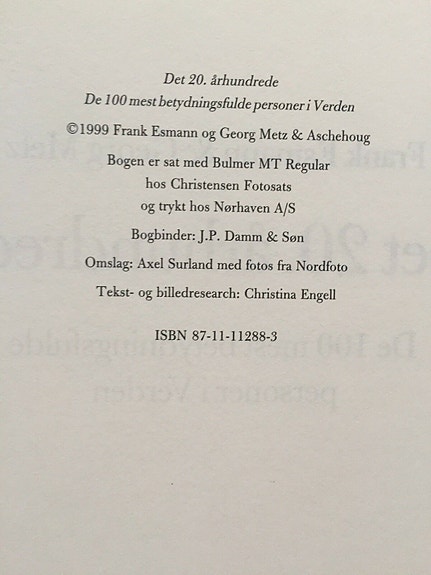 Det 20. århundrede
De 100 mest betydningsfulde personer i Verden
©1999 Frank Esmann og Georg Metz & Aschehoug
Bogen er sat med Bulmer MT Regular
hos Christensen Fotosats
og trykt hos Nørhaven A/S
Bogbinder: J.P. Damm & Søn
Omslag: Axel Surland med fotos fra Nordfoto
Tekst- og billedresearch: Christina Engell
ISBN 87-11-11288-3